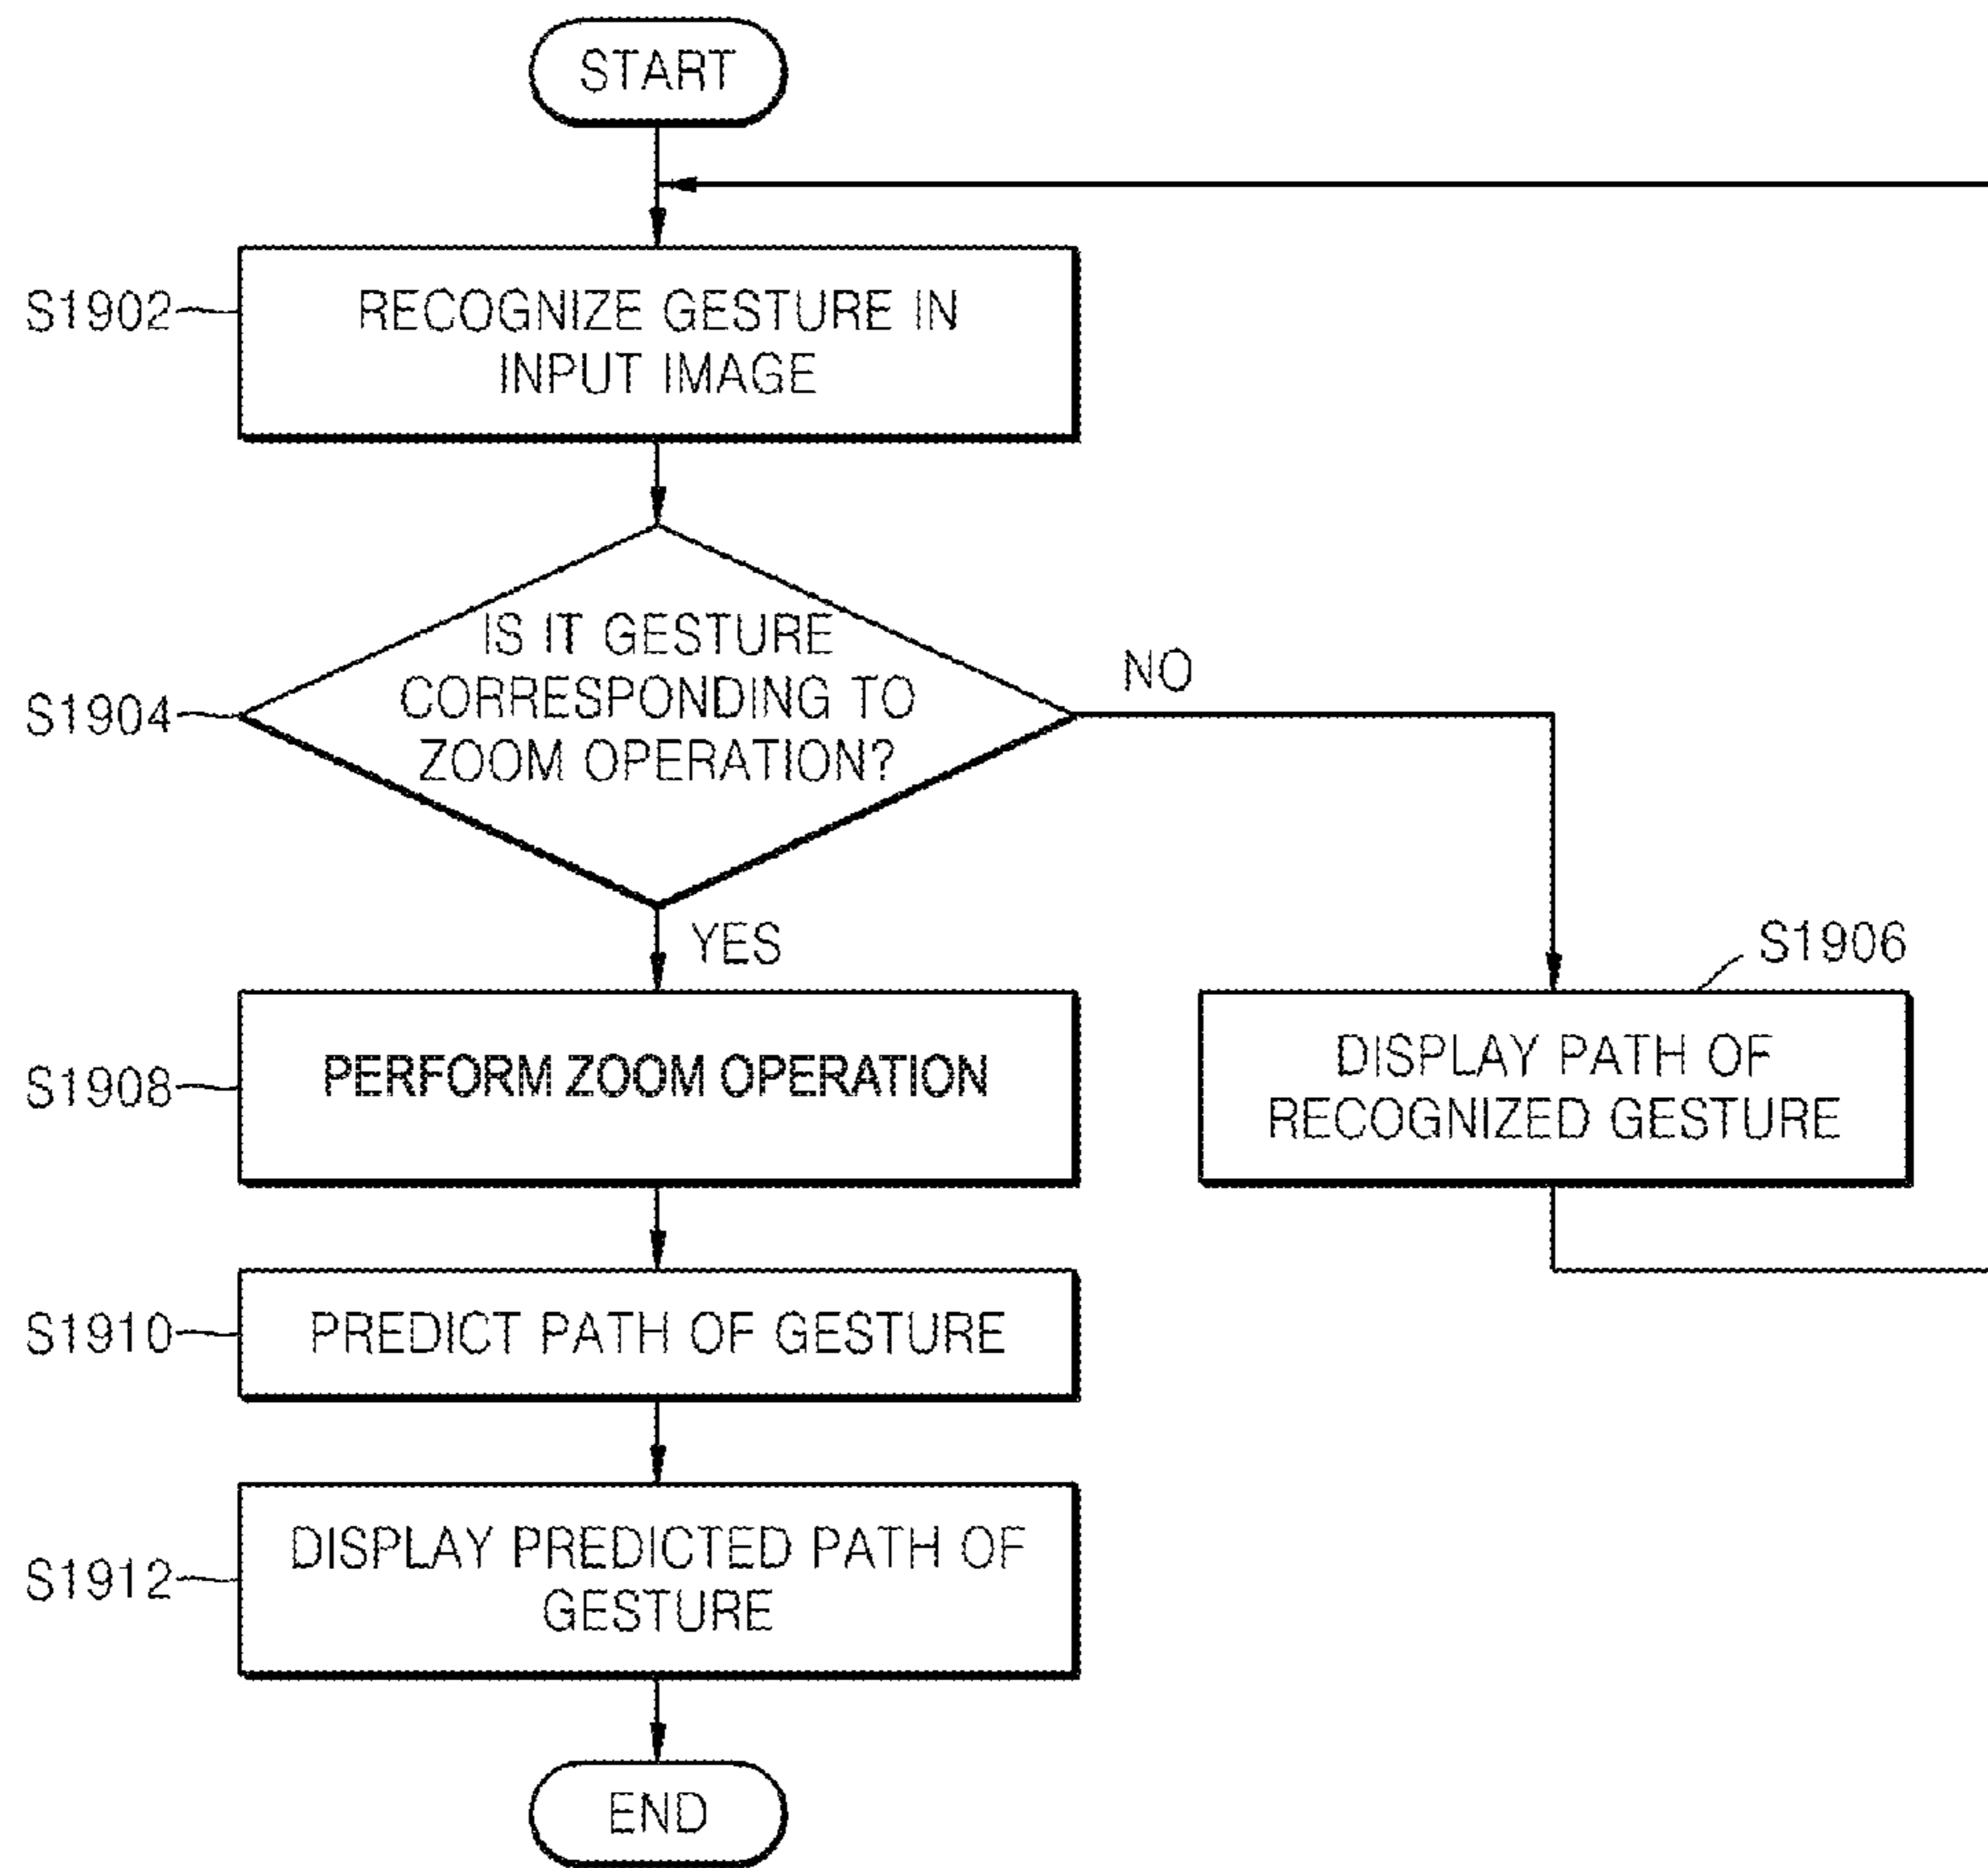 START
S1902
RECOGNIZE GESTURE IN
INPUT IMAGE
S1904
IS IT GESTURE
CORRESPONDING TO
ZOOM OPERATION?
NO
YES
S1906
DISPLAY PATH OF
RECOGNIZED GESTURE
S1908
PERFORM ZOOM OPERATION
S1910
PREDICT PATH OF GESTURE
S1912
DISPLAY PREDICTED PATH OF
GESTURE
END